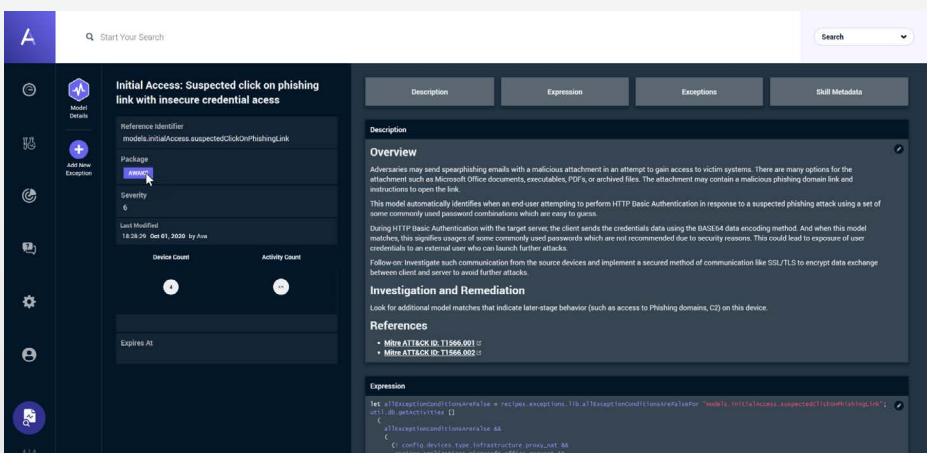 Start Your Search
Search
Model
Details
Add New
Exception
Initial Access: Suspected click on phishing
link with insecure credential acess
Reference Identifier
models.initialAccess.suspectedClickOnPhishingLink
Package
Severity
6
Last Modified
18:28:29 Oct 01, 2020 by Ava
Device Count Activity Count
4
Expires At
Description Expression Exceptions Skill Metadata
Description
Overview
Adversaries may send spearphishing emails with a malicious attachment in an attempt to gain access to victim systems. There are many options for the
attachment such as Microsoft Office documents, executables, PDFs, or archived files. The attachment may contain a malicious phishing domain link and
instructions to open the link.
This model automatically identifies when an end-user attempting to perform HTTP Basic Authentication in response to a suspected phishing attack using a set of
some commonly used password combinations which are easy to guess.
During HTTP Basic Authentication with the target server, the client sends the credentials data using the BASE64 data encoding method. And when this model
matches, this signifies usages of some commonly used passwords which are not recommended due to security reasons. This could lead to exposure of user
credentials to an external user who can launch further attacks.
Follow-on: Investigate such communication from the source devices and implement a secured method of communication like SSL/TLS to encrypt data exchange
between client and server to avoid further attacks.
Investigation and Remediation
Look for additional model matches that indicate later-stage behavior (such as access to Phishing domains, C2) on this device.
References
• Mitre ATT&CK ID: T1566.001
• Mitre ATT&CK ID: T1566.002
Expression
let allExceptionConditionsAreFalse = recipes.exceptions.lib.allExceptionConditionsAreFalseFor "models.initialAccess.suspectedClickOnPhishingLink";
util.db.getActivities []
(
allExceptionConditionsAreFalse &&
(
(! config.devices.type.infrastructure.proxy_nat &&